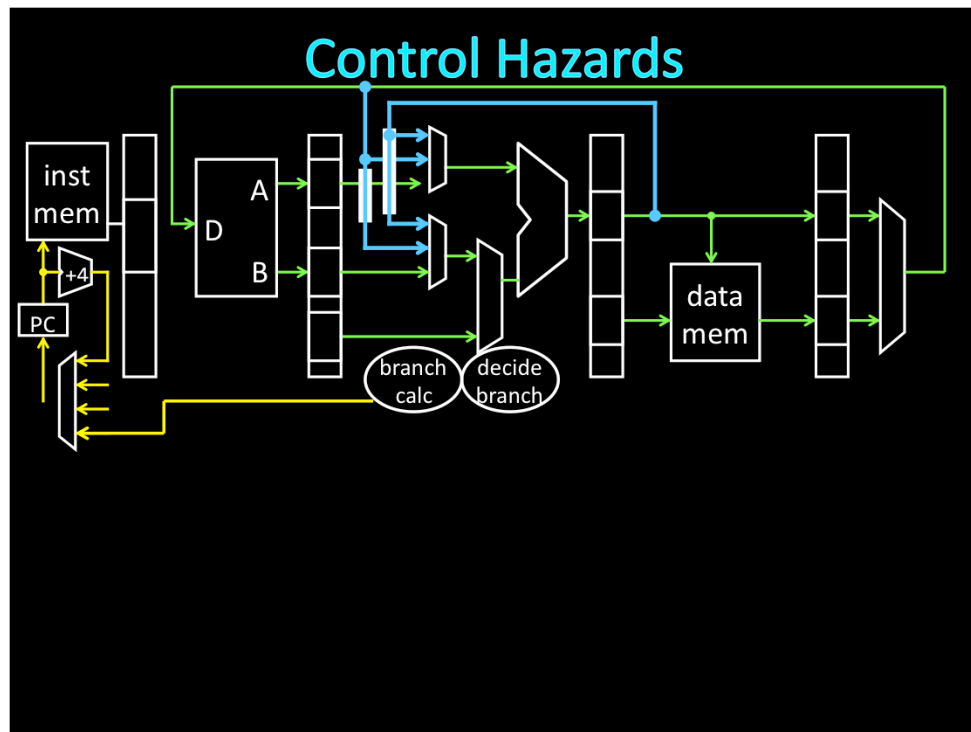 Control Hazards
inst
mem
A
D
B
+4
PC
data
mem
branch
calc
decide
branch